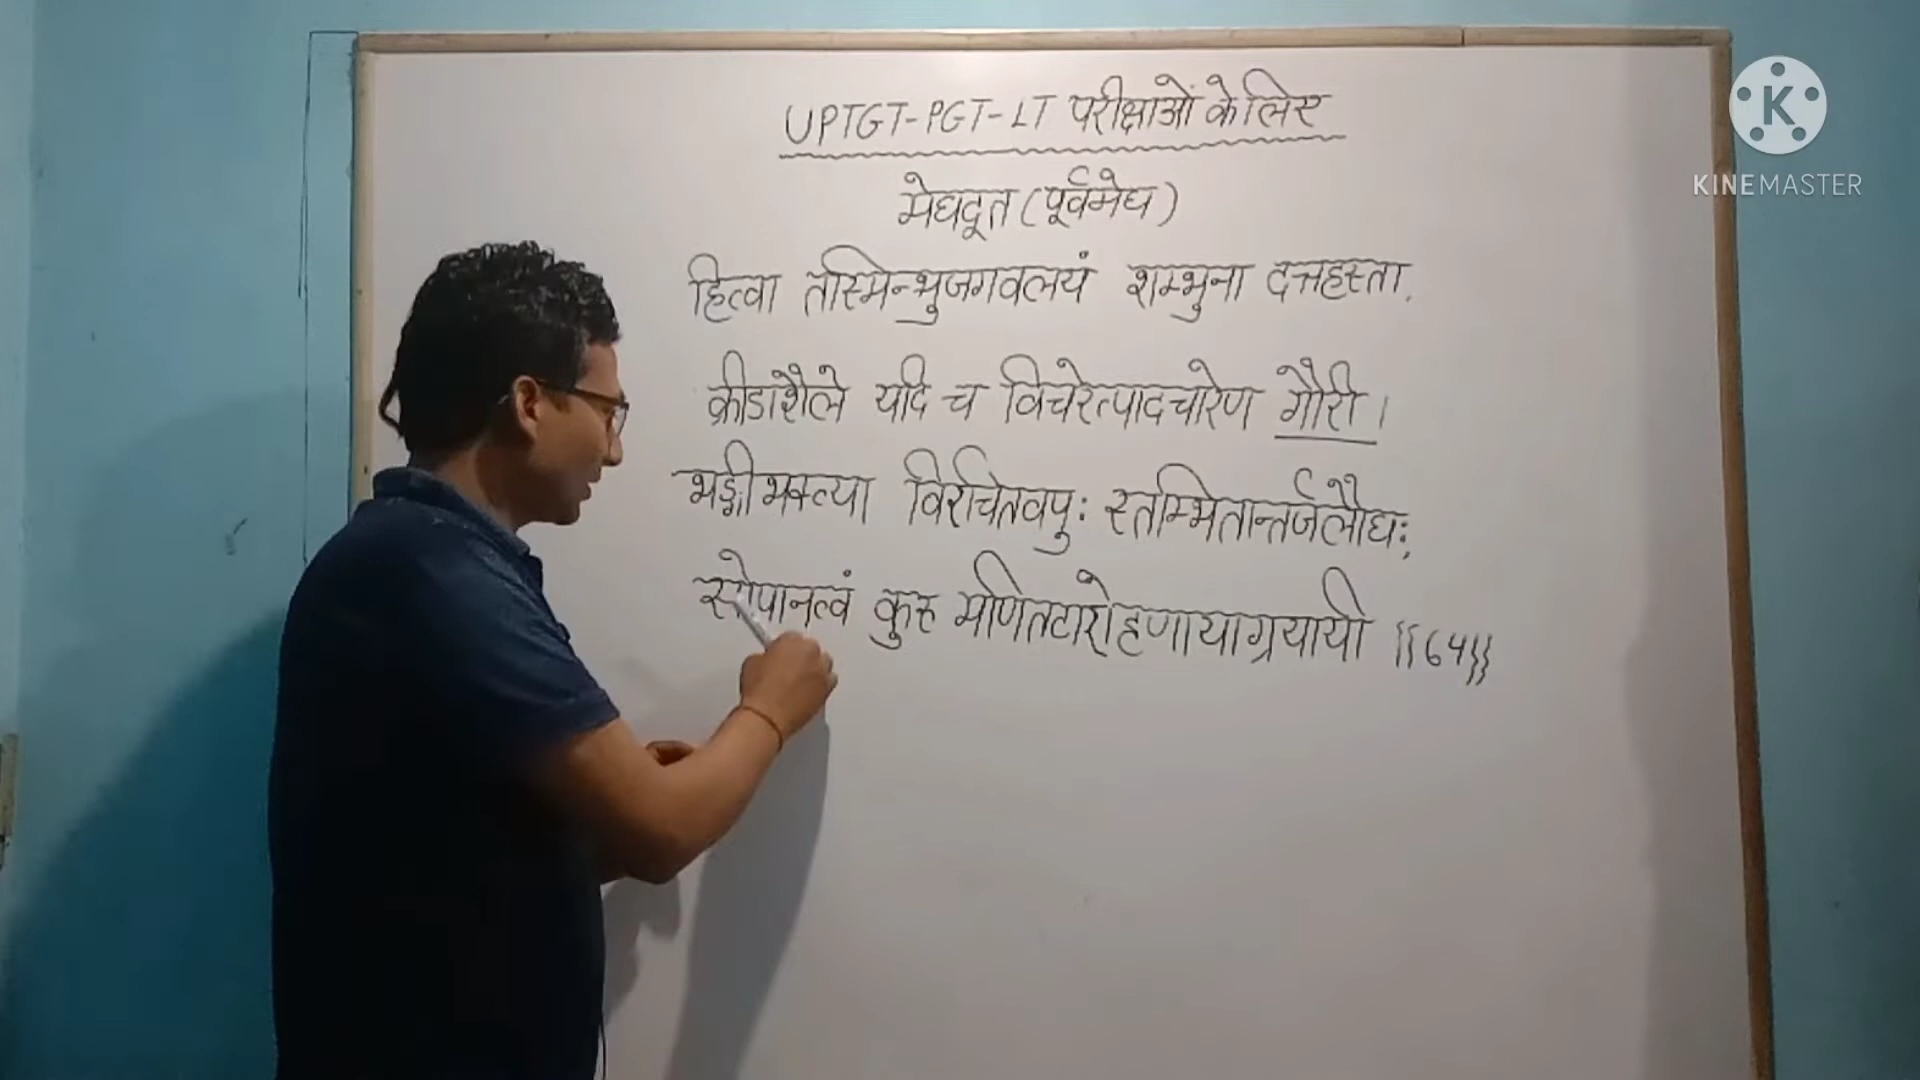 UPTGT-PGT-LT परीक्षाओं के लिए
मेघदूत (पूर्वमेघ)
हित्वा तस्मिन्भुजगवलयं शम्भुना दत्तहस्ता,
क्रीडाशैले यदि च विचरेत्पादचारेण गौरी।
भङ्गीभक्त्या विरचितवपुः स्तम्भितान्तर्जलौघः,
सोपानत्वं कुरु मणितटारोहणायाग्रयायी ॥६५॥
K
KINEMASTER